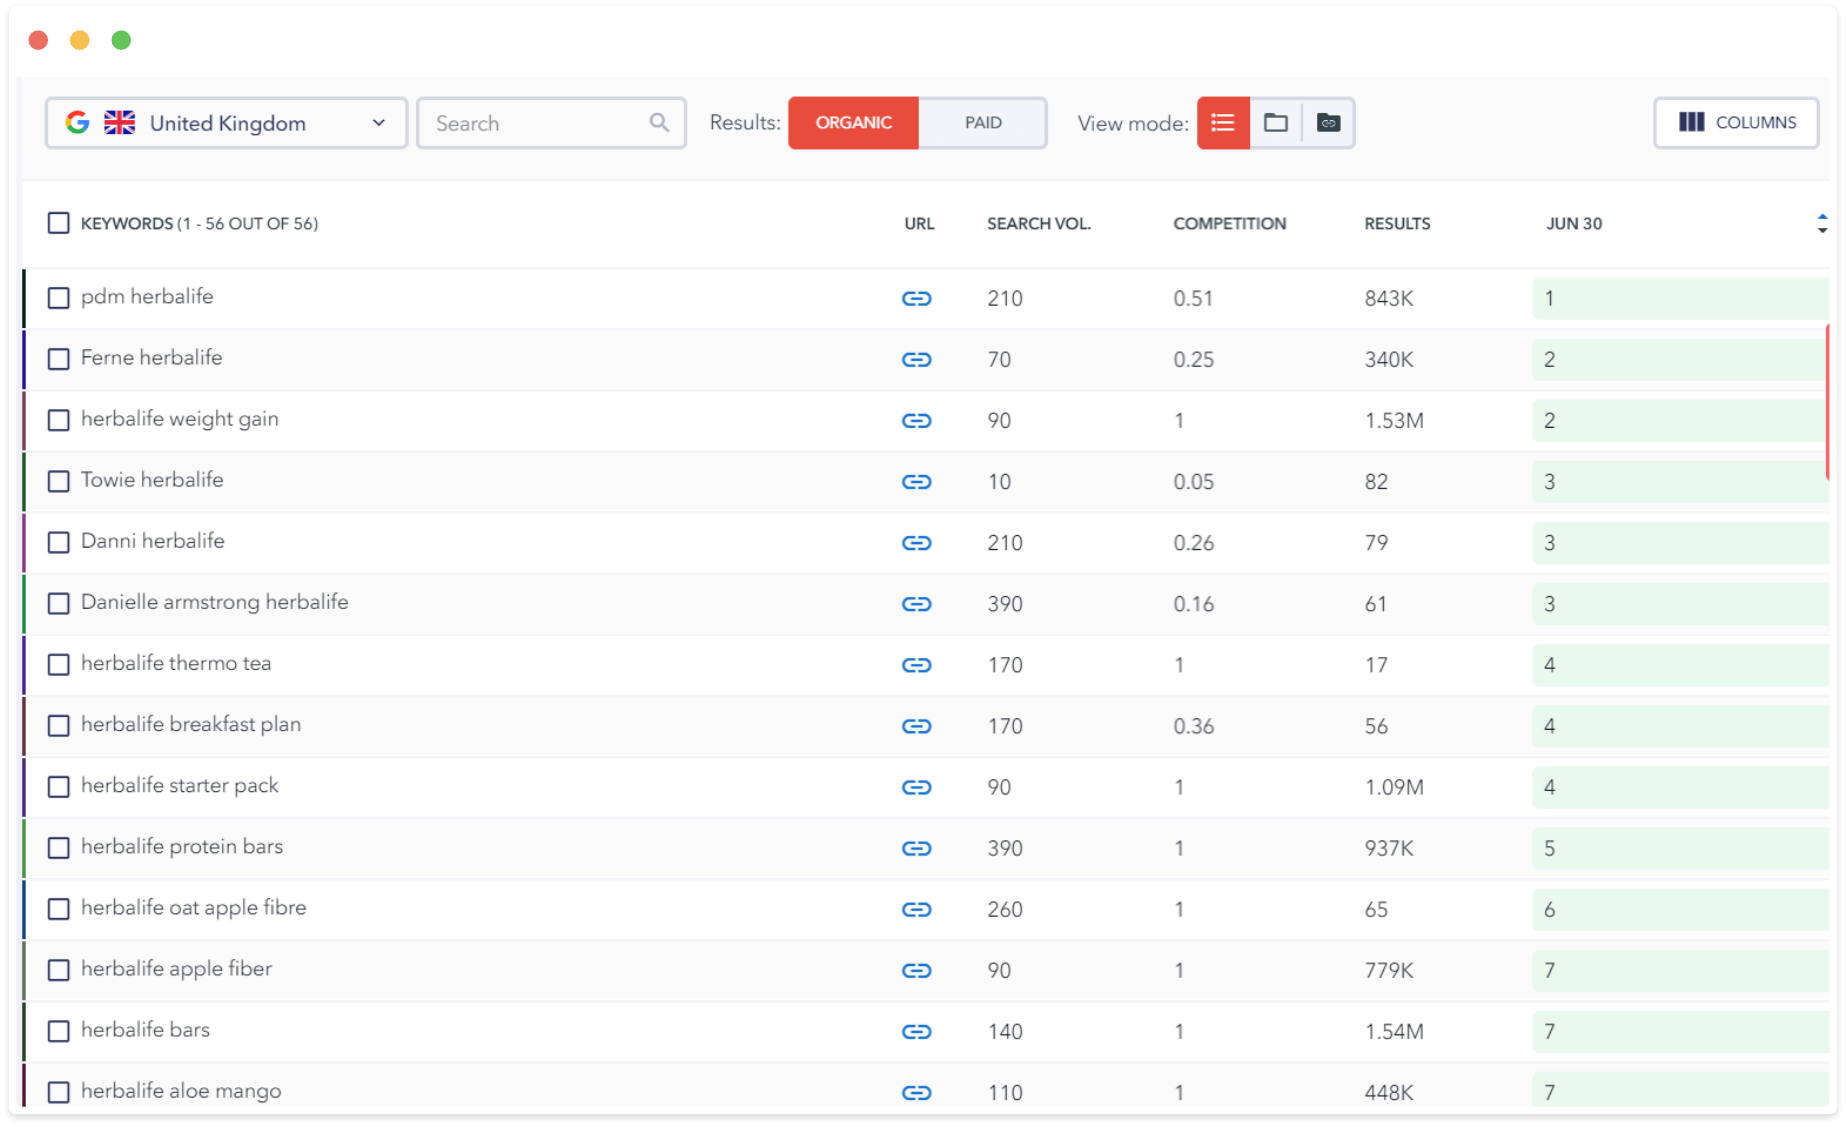 United Kingdom Search Results: ORGANIC PAID View mode: COLUMNS
KEYWORDS (1 - 56 OUT OF 56) URL SEARCH VOL. COMPETITION RESULTS JUN 30
pdm herbalife 210 0.51 843K 1
Ferne herbalife 70 0.25 340K 2
herbalife weight gain 90 1 1.53M 2
Towie herbalife 10 0.05 82 3
Danni herbalife 210 0.26 79 3
Danielle armstrong herbalife 390 0.16 61 3
herbalife thermo tea 170 1 17 4
herbalife breakfast plan 170 0.36 56 4
herbalife starter pack 90 1 1.09M 4
herbalife protein bars 390 1 937K 5
herbalife oat apple fibre 260 1 65 6
herbalife apple fiber 90 1 779K 7
herbalife bars 140 1 1.54M 7
herbalife aloe mango 110 1 448K 7